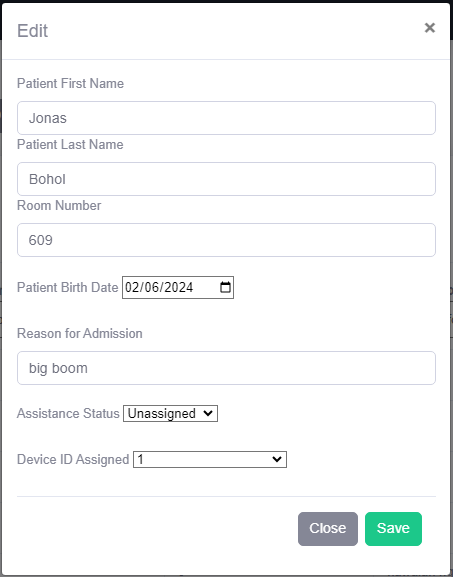 Edit ×
Patient First Name
Jonas
Patient Last Name
Bohol
Room Number
609
Patient Birth Date 02/06/2024
Reason for Admission
big boom
Assistance Status Unassigned
Device ID Assigned 1
Close Save